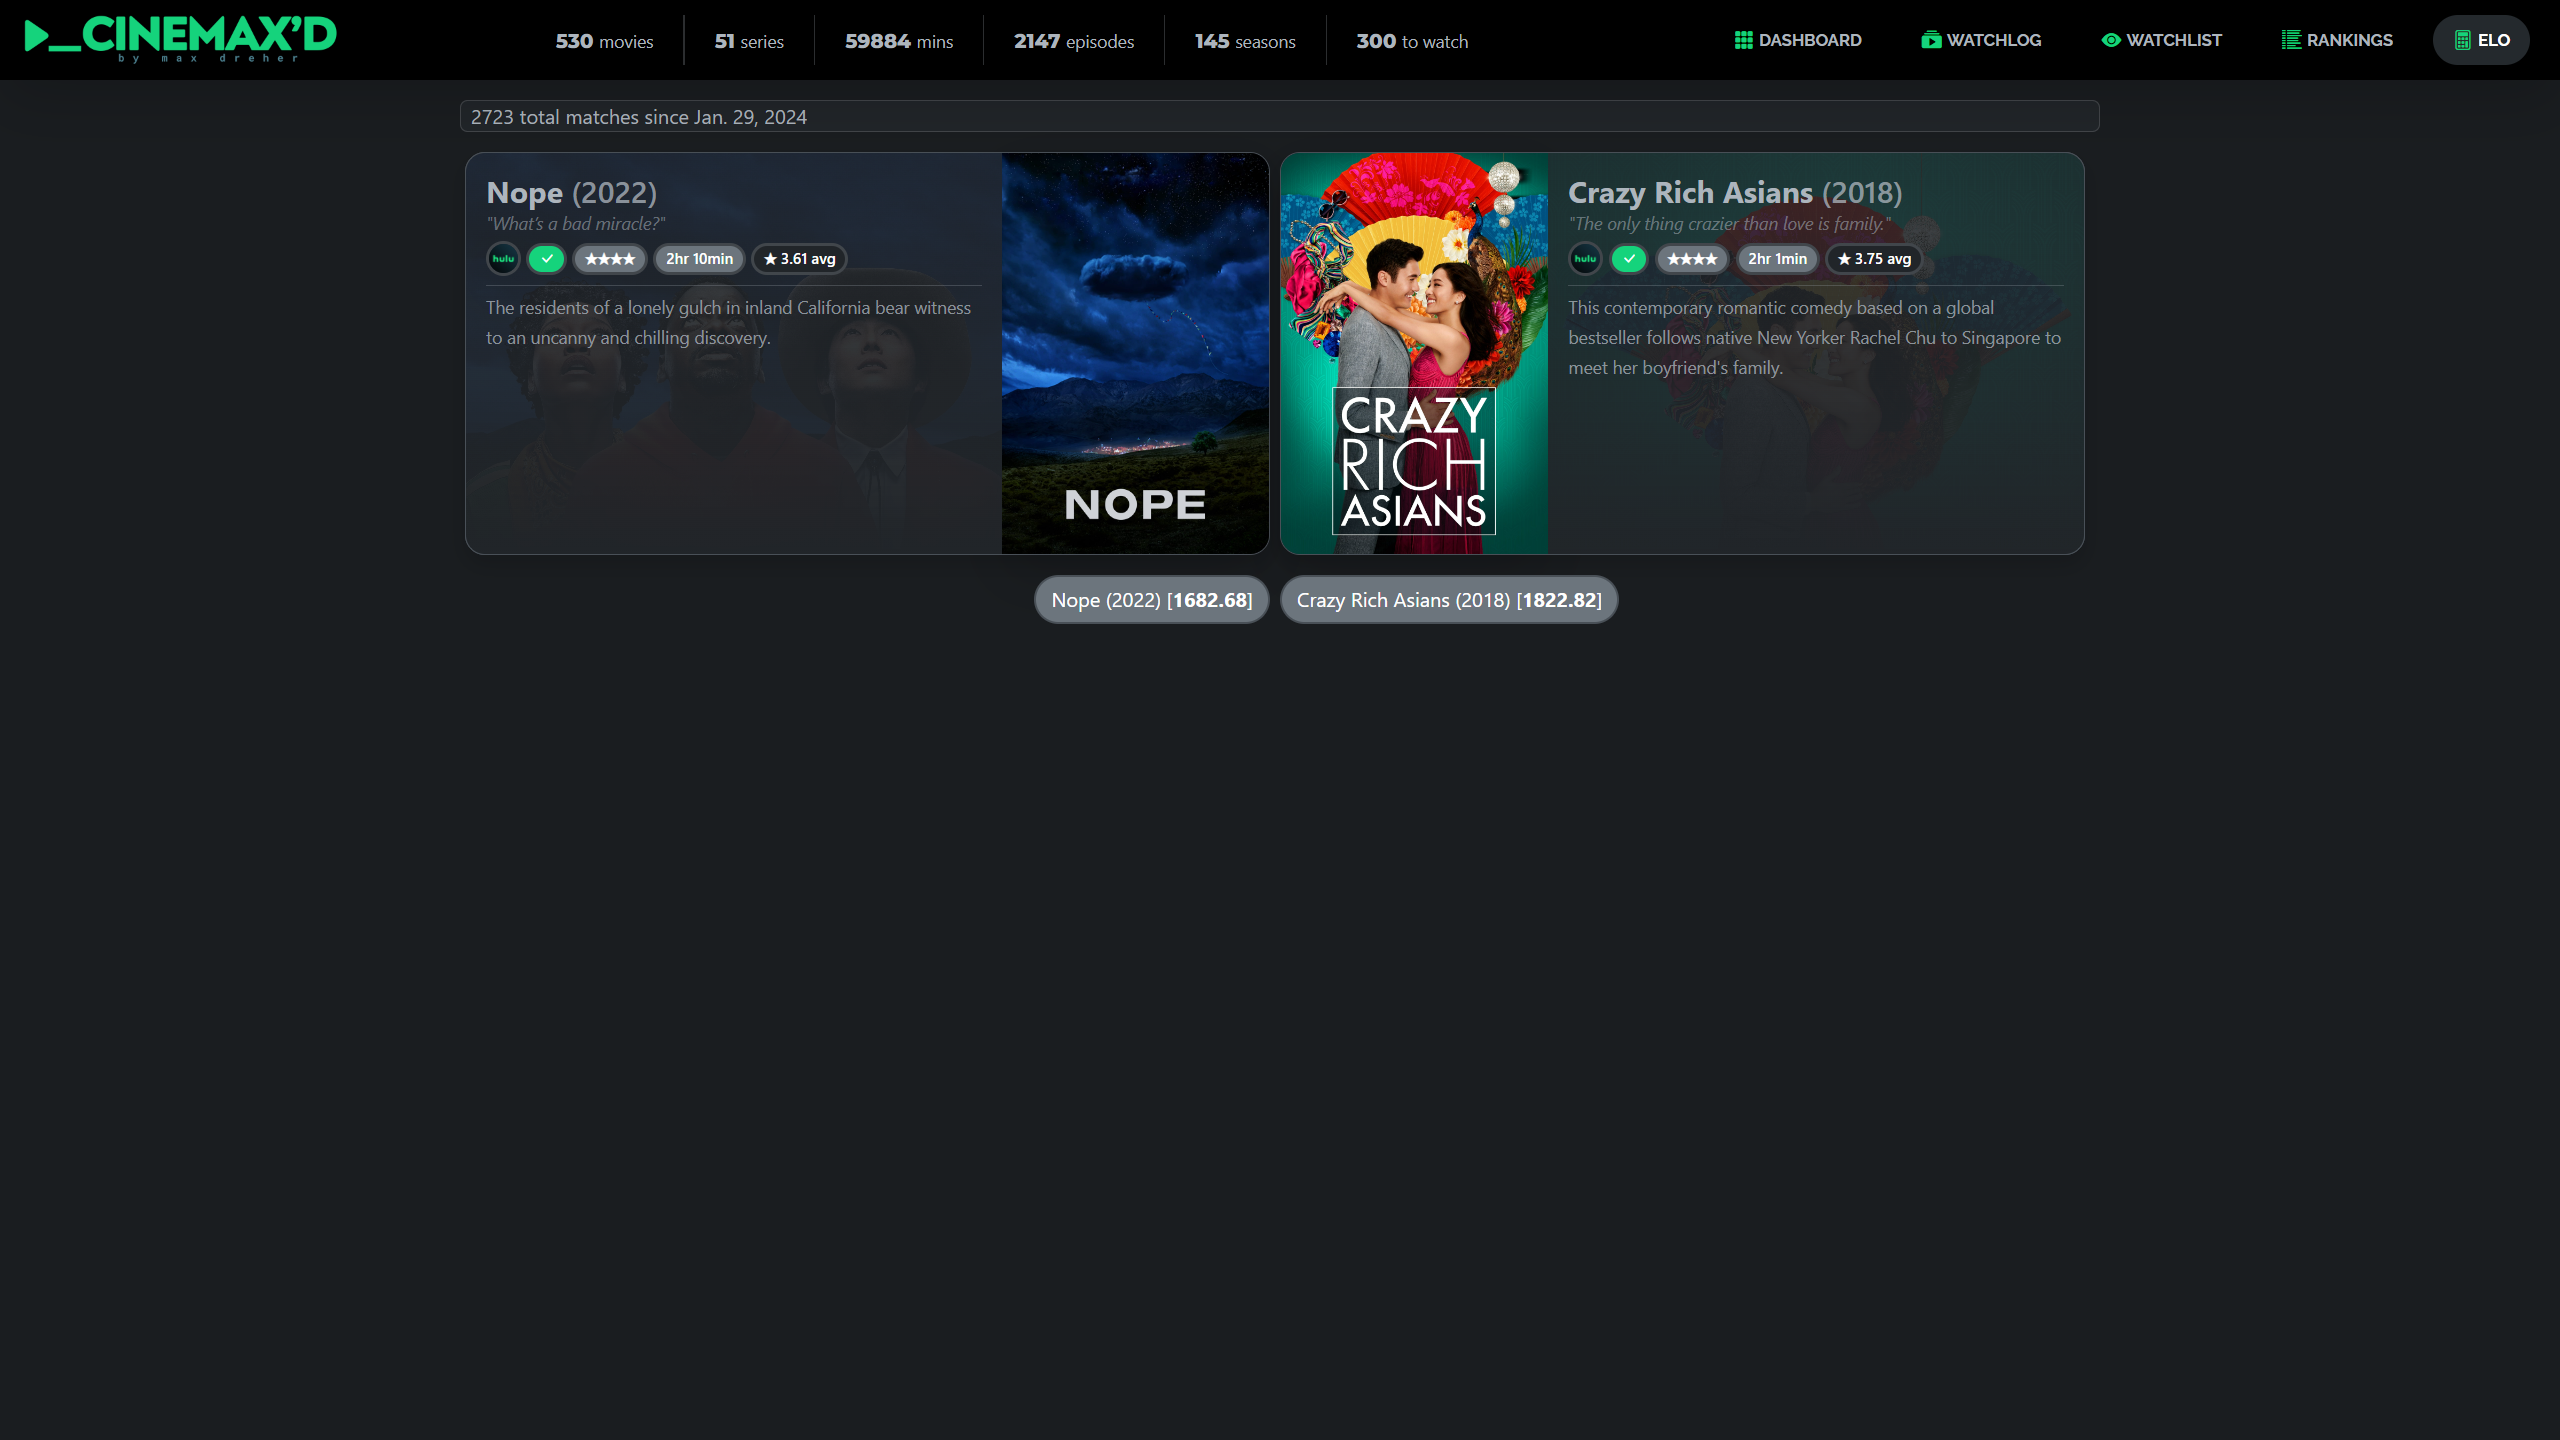 CINEMAX'D
by max dreher
530 movies
51 series
59884 mins
2147 episodes
145 seasons
300 to watch
DASHBOARD
WATCHLOG
WATCHLIST
RANKINGS
ELO
2723 total matches since Jan. 29, 2024
Nope (2022)
"What's a bad miracle?"
hulu
★★★★
2hr 10min
★ 3.61 avg
The residents of a lonely gulch in inland California bear witness
to an uncanny and chilling discovery.
NOPE
CRAZY
RICH
ASIANS
Crazy Rich Asians (2018)
"The only thing crazier than love is family."
hulu
★★★★
2hr 1min
★ 3.75 avg
This contemporary romantic comedy based on a global
bestseller follows native New Yorker Rachel Chu to Singapore to
meet her boyfriend's family.
Nope (2022) [1682.68]
Crazy Rich Asians (2018) [1822.82]